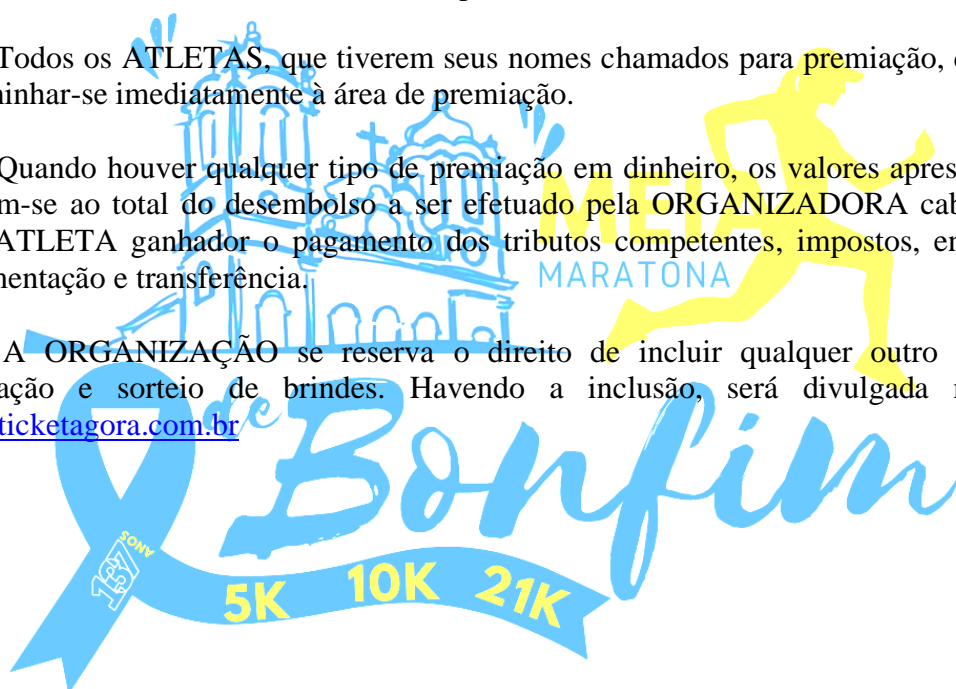 Todos os ATLETAS, que tiverem seus nomes chamados para premiação,
inhar-se imediatamente à área de premiação.
Quando houver qualquer tipo de premiação em dinheiro, os valores apres
m-se ao total do desembolso a ser efetuado pela ORGANIZADORA cab
ATLETA ganhador o pagamento dos tributos competentes, impostos, en
nentação e transferência.
A ORGANIZAÇÃO se reserva o direito de incluir qualquer outro
ação e sorteio de brindes. Havendo a inclusão, será divulgada
ticketagora.com.br
MEIA
MARATONA
de
Bonfim
137
ANOS
5K 10K 21K